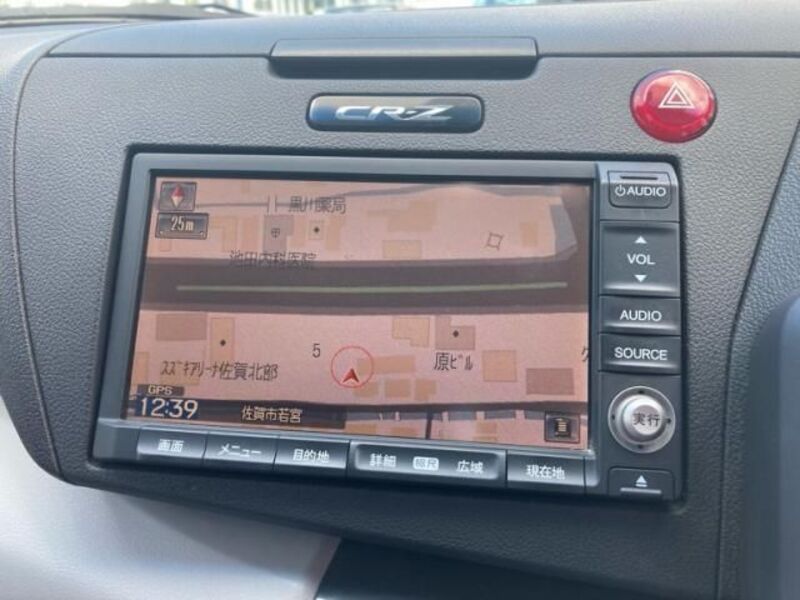 CR-Z
AUDIO
25m
黒川薬局
池田内科医院
VOL
AUDIO
SOURCE
5
原ビル
スズキアリーナ佐賀北部
GPS
12:39
佐賀市若宮
実行
画面
メニュー
目的地
詳細
縮尺
広域
現在地